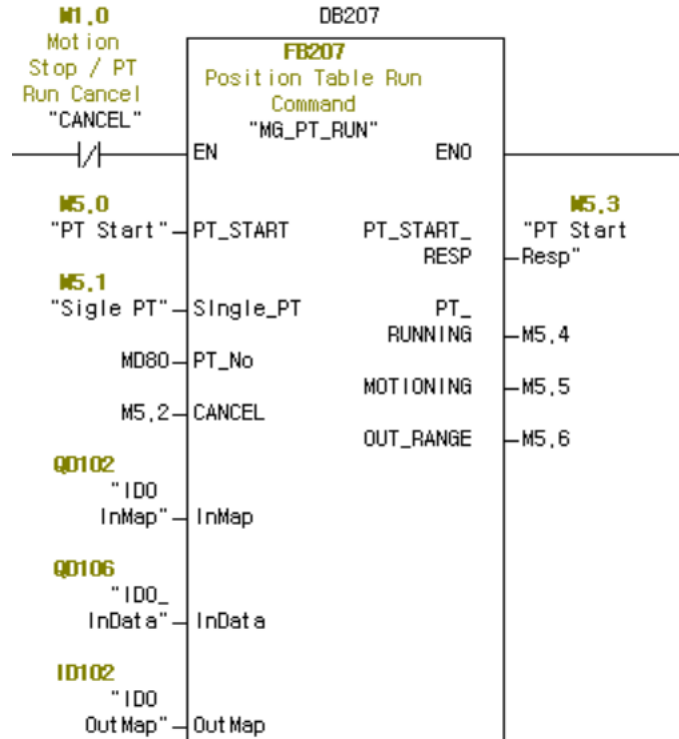 M1.0
Motion
Stop / PT
Run Cancel
"CANCEL"
DB207
FB207
Position Table Run
Command
"MG_PT_RUN"
EN
ENO
M5.0
"PT Start"
PT_START
PT_START_
RESP
M5.3
"PT Start
Resp"
M5.1
"Sigle PT"
SIngle_PT
PT_
RUNNING
M5.4
MD80
PT_No
MOTIONING
M5.5
M5.2
CANCEL
OUT_RANGE
M5.6
QD102
"ID0
InMap"
InMap
QD106
"ID0_
InData"
InData
ID102
"ID0
OutMap"
OutMap